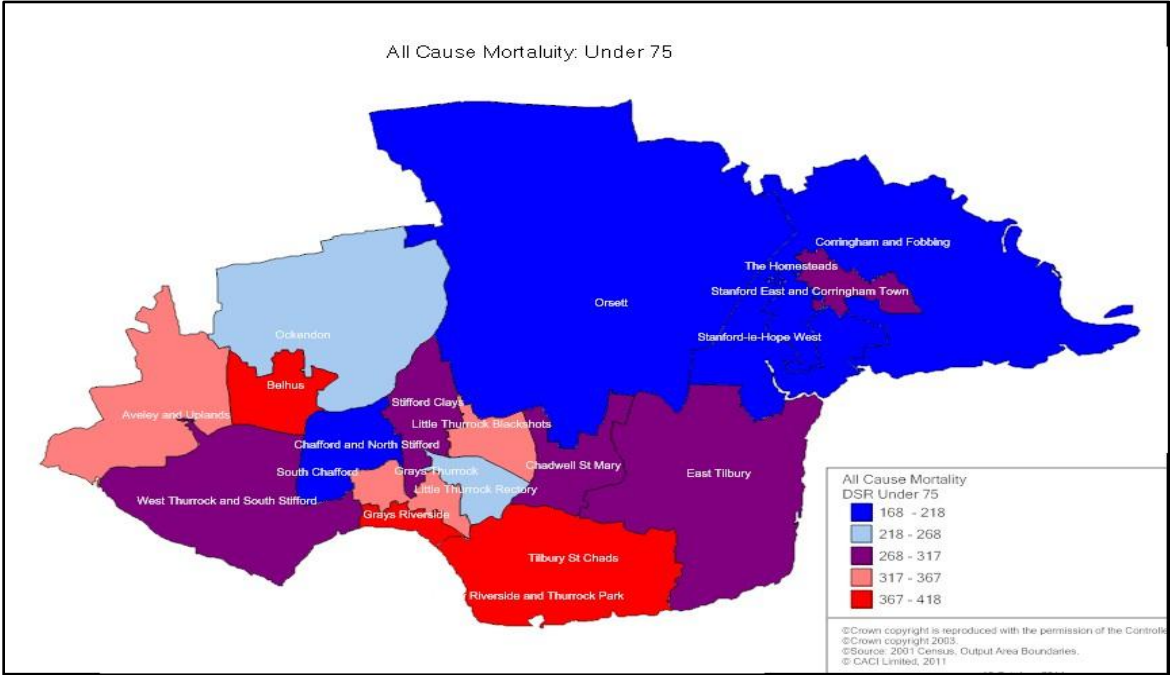 All Cause Mortaluity: Under 75
Corringham and Fobbing
The Homesteads
Stanford East and Corringham Town
Orsett
Stanford-le-Hope West
Ockendon
Belhus
Stifford Clays
Aveley and Uplands
Little Thurrock Blackshots
Chafford and North Stifford
Chadwell St Mary
South Chafford
Grays Thurrock
East Tilbury
Little Thurrock Rectory
West Thurrock and South Stifford
Grays Riverside
Tilbury St Chads
Riverside and Thurrock Park
All Cause Mortality
DSR Under 75
168 - 218
218 - 268
268 - 317
317 - 367
367 - 418
©Crown copyright is reproduced with the permission of the Controlle
©Crown copyright 2003.
©Source: 2001 Census, Output Area Boundaries.
© CACI Limited, 2011